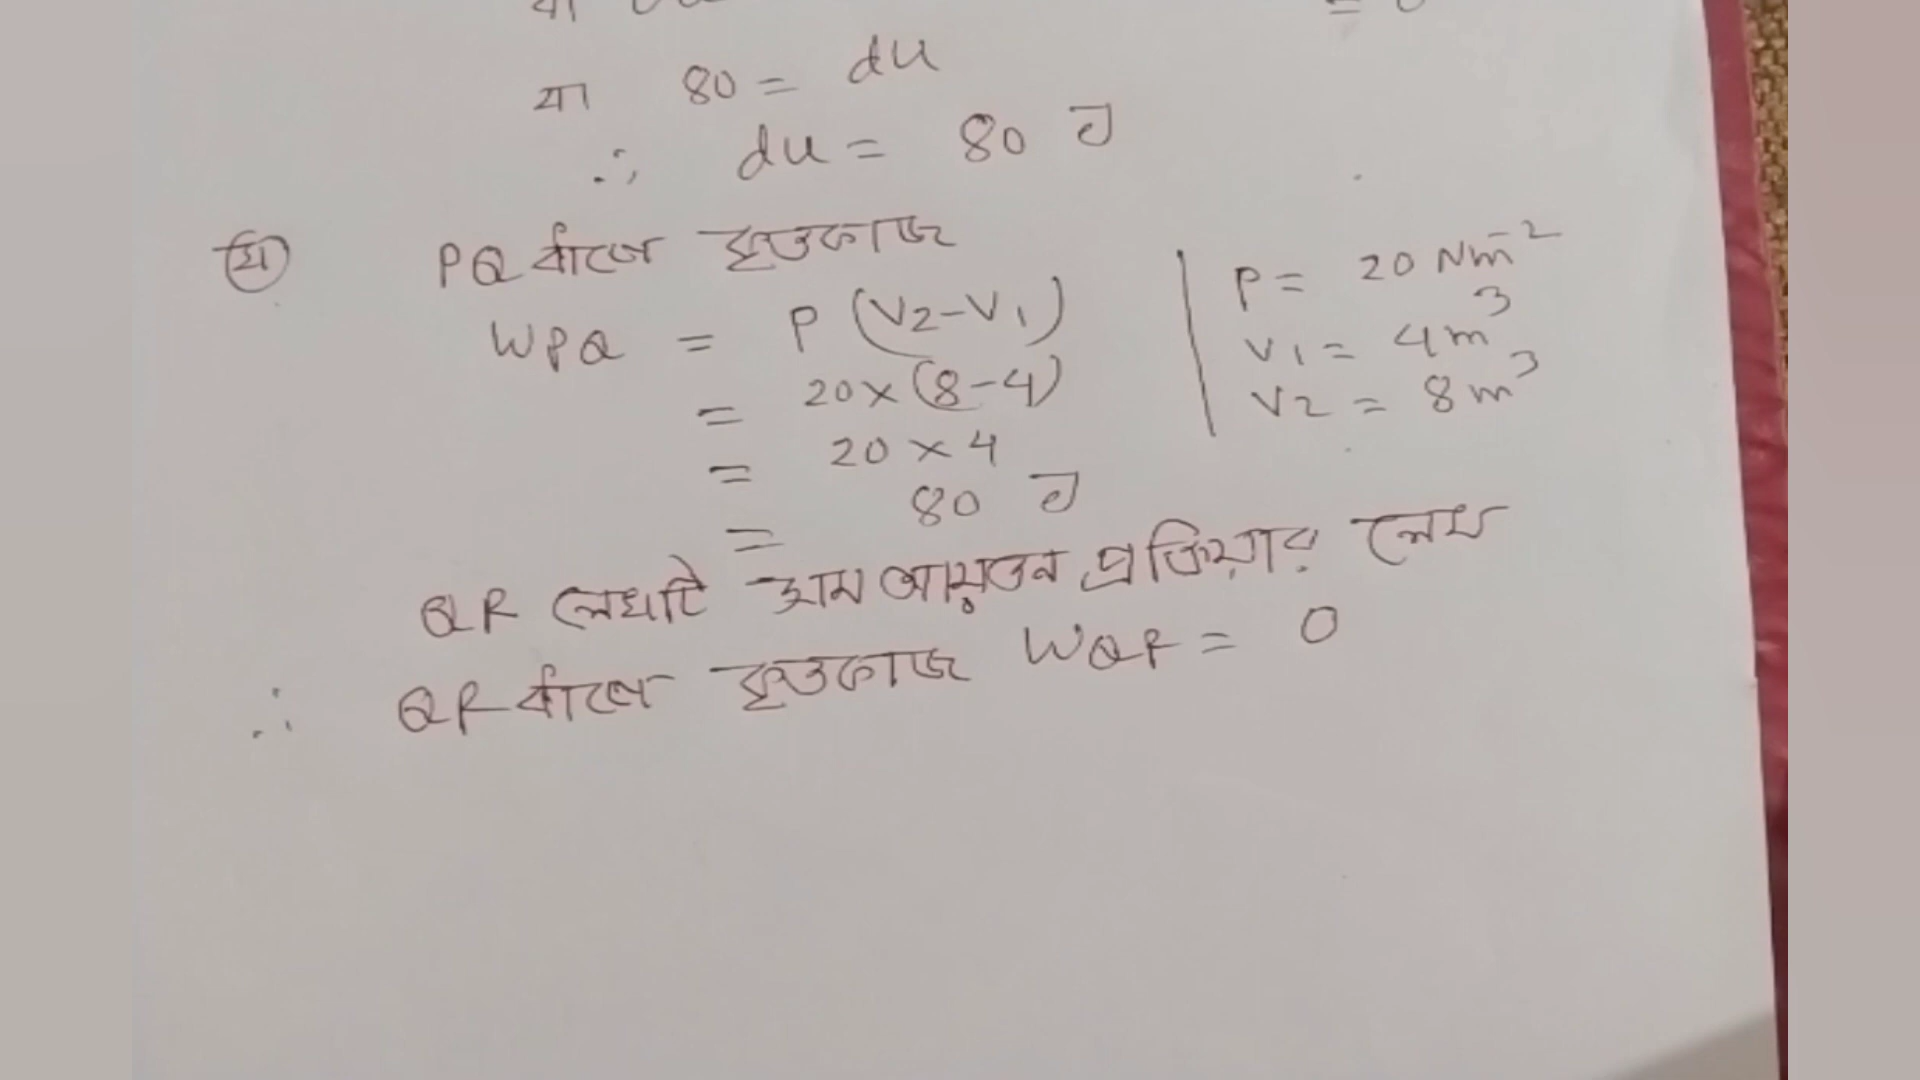 যা 80 = du
∴ du = 80 J
ঘ PQ র্ধাপে কৃতকাজ
WPQ = P (V2-V1)
= 20×(8-4)
= 20 × 4
= 80 J
P = 20 Nm⁻²
V1 = 4m³
V2 = 8m³
QR লেখটি সম আয়তন প্রক্রিয়ার লেখ
∴ QR র্ধাপে কৃতকাজ WQR = 0